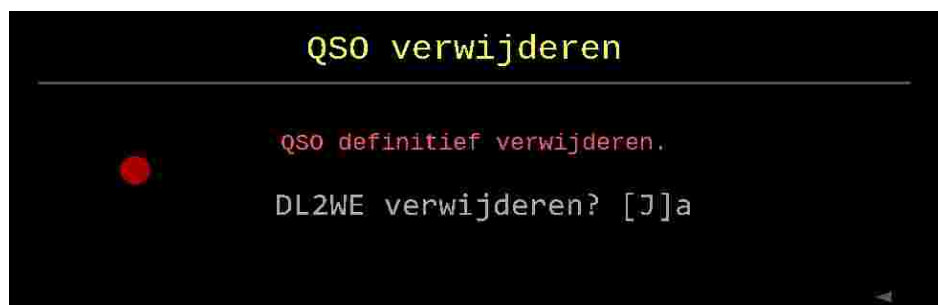 QSO verwijderen
QSO definitief verwijderen.
DL2WE verwijderen? [J]a